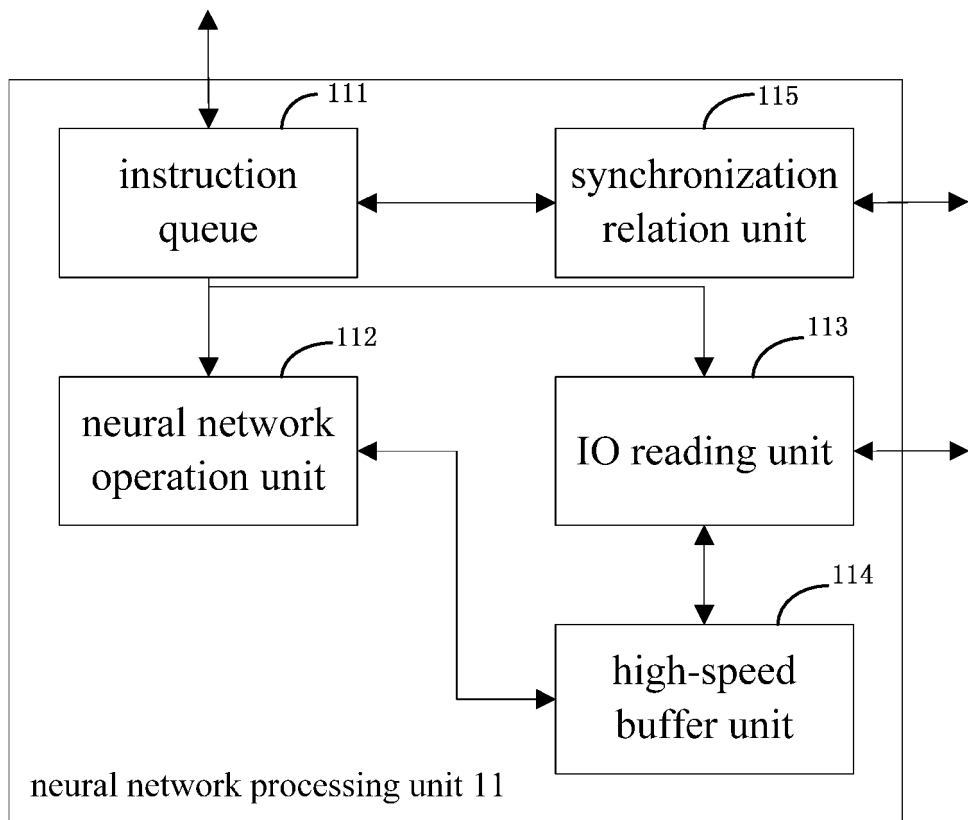 111
115
instruction
queue
synchronization
relation unit
112
113
neural network
operation unit
IO reading unit
114
high-speed
buffer unit
neural network processing unit 11